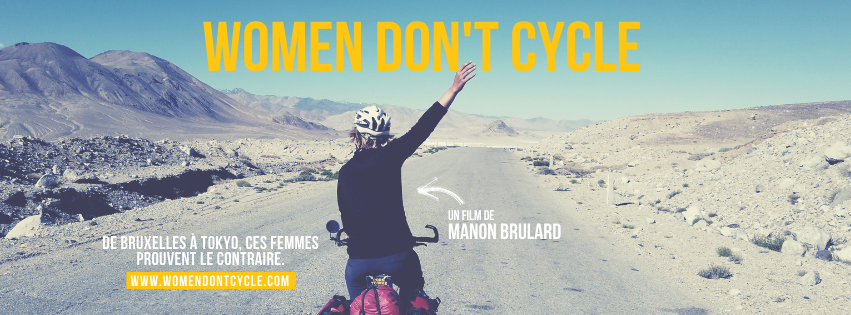 WOMEN DON'T CYCLE
UN FILM DE
MANON BRULARD
DE BRUXELLES À TOKYO, CES FEMMES
PROUVENT LE CONTRAIRE.
WWW.WOMENDONTCYCLE.COM